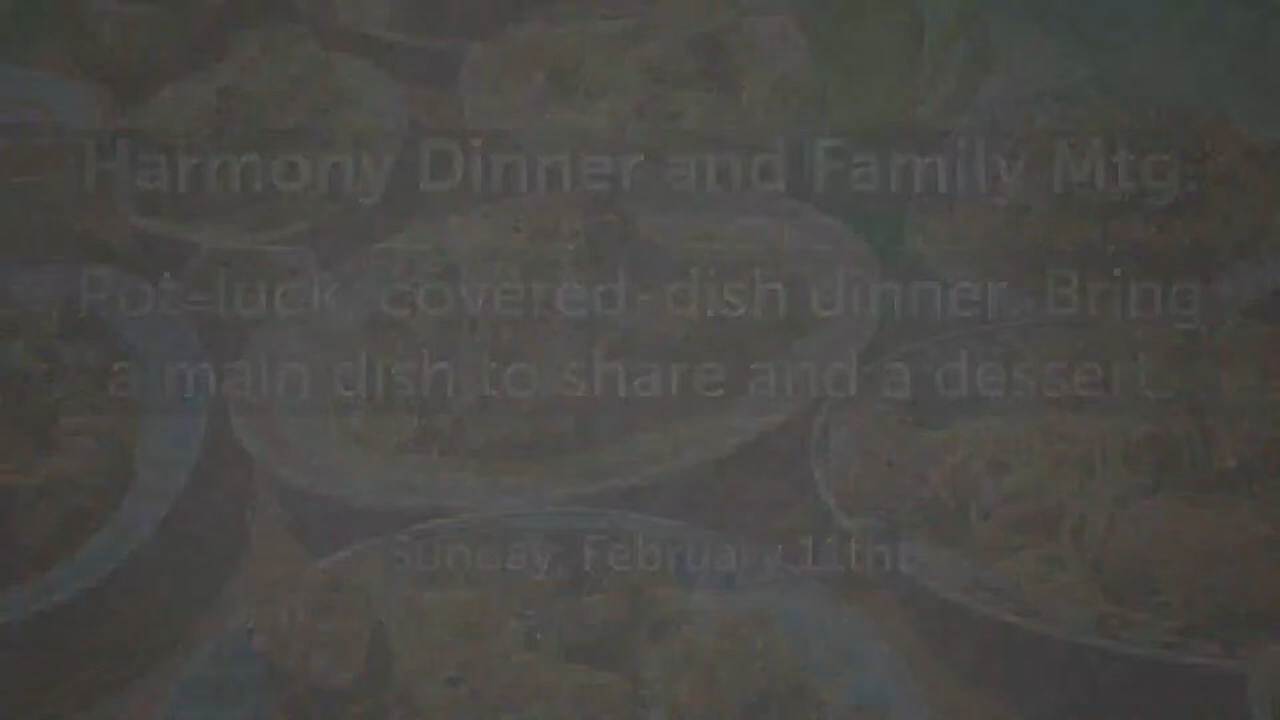 Harmony Dinner and Family Mtg.
Pot-luck, covered-dish dinner. Bring
a main dish to share and a dessert.
Sunday, February 11th